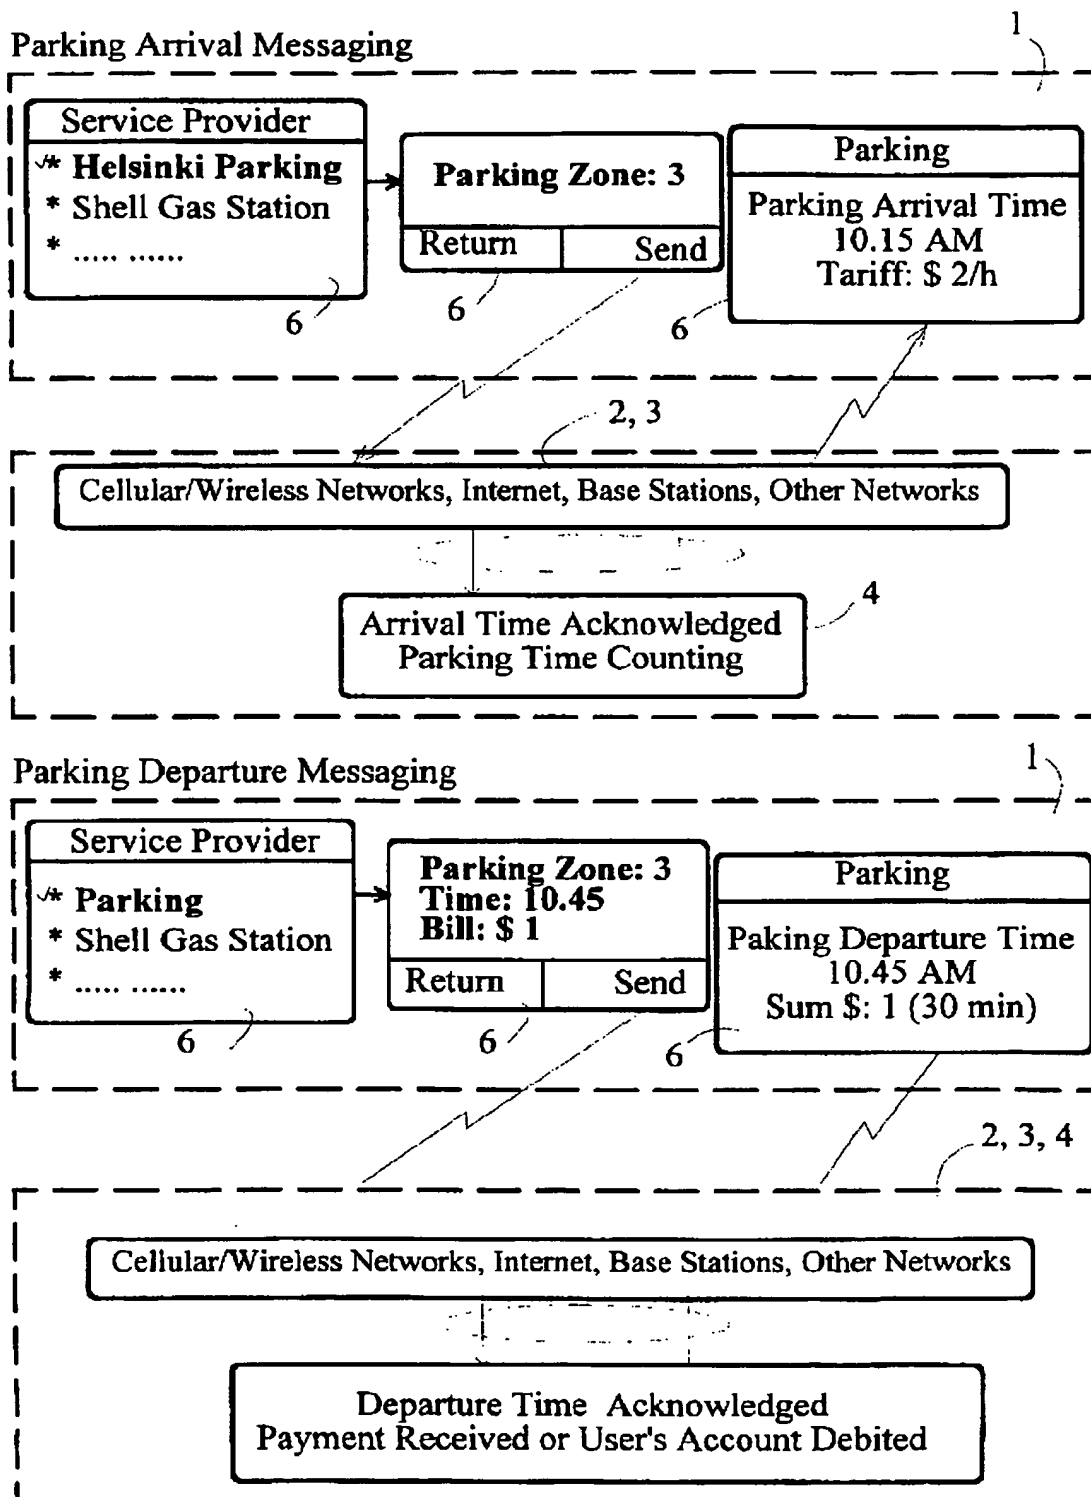 1
Parking Arrival Messaging
Service Provider
✓* Helsinki Parking
* Shell Gas Station
* ..... ......
6
Parking Zone: 3
Return Send
6
Parking
Parking Arrival Time
10.15 AM
Tariff: $ 2/h
6
2, 3
Cellular/Wireless Networks, Internet, Base Stations, Other Networks
4
Arrival Time Acknowledged
Parking Time Counting
1
Parking Departure Messaging
Service Provider
✓* Parking
* Shell Gas Station
* ..... ......
6
Parking Zone: 3
Time: 10.45
Bill: $ 1
Return Send
6
Parking
Paking Departure Time
10.45 AM
Sum $: 1 (30 min)
6
2, 3, 4
Cellular/Wireless Networks, Internet, Base Stations, Other Networks
Departure Time Acknowledged
Payment Received or User's Account Debited